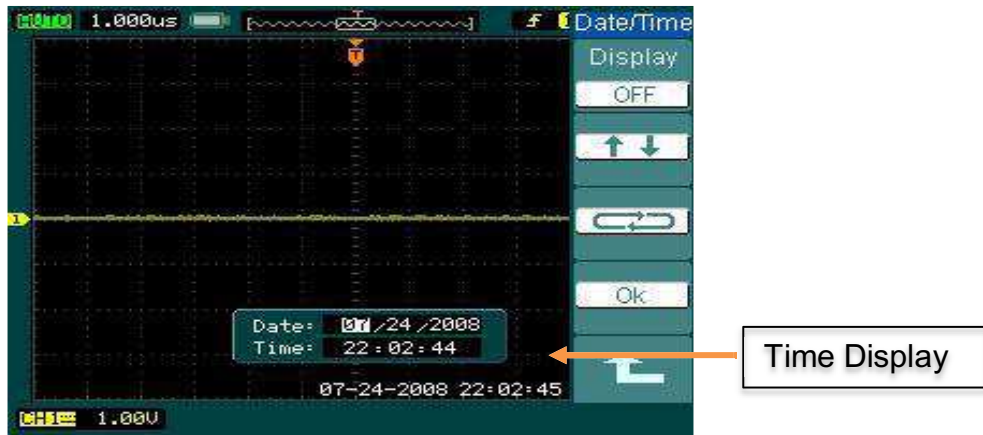 AUTO 1.000us T
Date/Time
T
Display
OFF
1
Ok
Date: 07/24/2008
Time: 22:02:44
Time Display
07-24-2008 22:02:45
CH1 1.00V